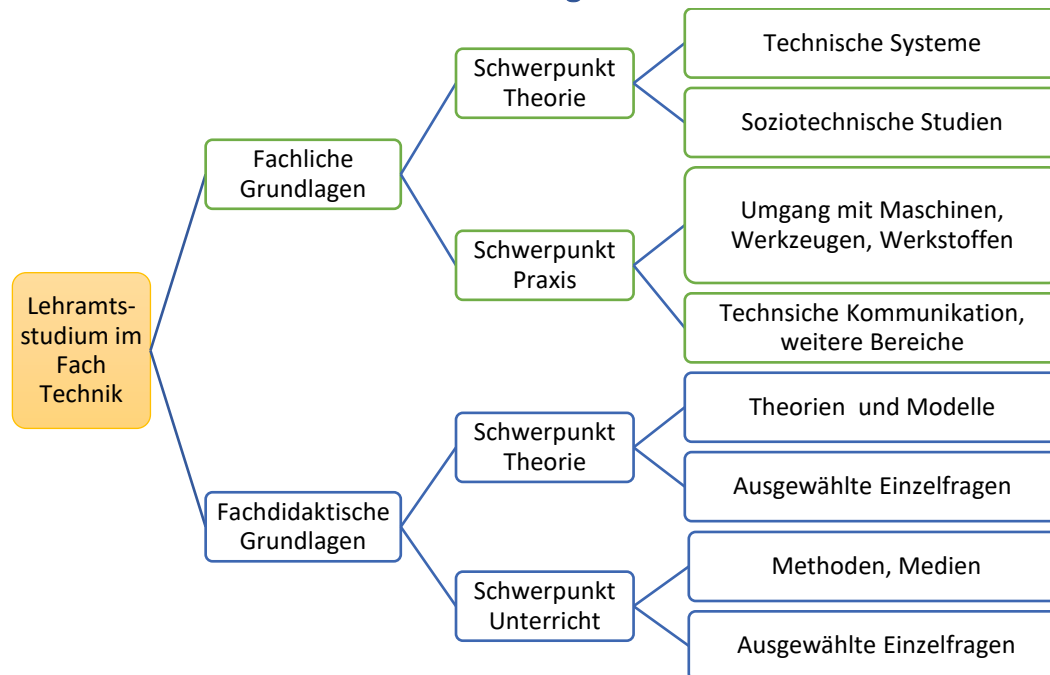 Lehramts-
studium im
Fach
Technik
Fachliche
Grundlagen
Schwerpunkt
Theorie
Technische Systeme
Soziotechnische Studien
Schwerpunkt
Praxis
Umgang mit Maschinen,
Werkzeugen, Werkstoffen
Technsiche Kommunikation,
weitere Bereiche
Fachdidaktische
Grundlagen
Schwerpunkt
Theorie
Theorien und Modelle
Ausgewählte Einzelfragen
Schwerpunkt
Unterricht
Methoden, Medien
Ausgewählte Einzelfragen